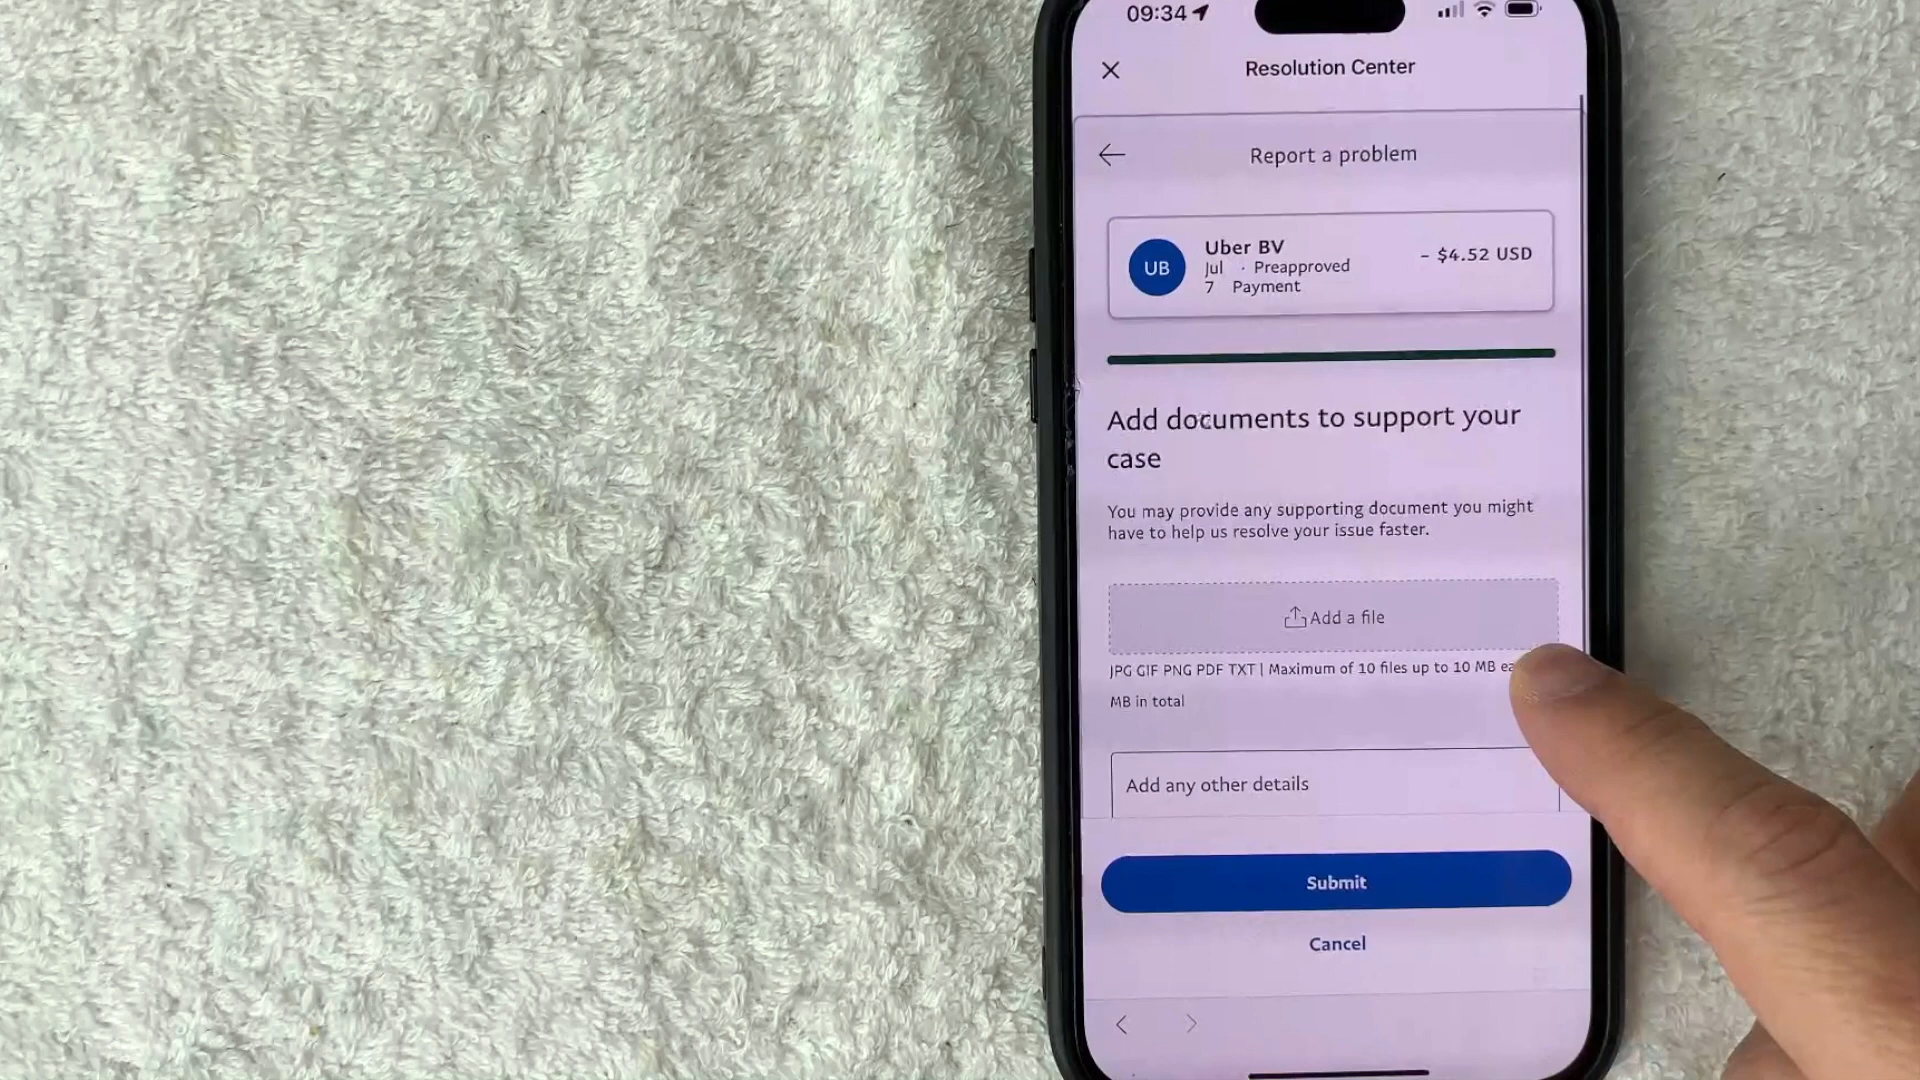 09:34
Resolution Center
Report a problem
UB
Uber BV
- $4.52 USD
Jul · Preapproved
7 Payment
Add documents to support your
case
You may provide any supporting document you might
have to help us resolve your issue faster.
Add a file
JPG GIF PNG PDF TXT | Maximum of 10 files up to 10 MB
MB in total
Add any other details
Submit
Cancel